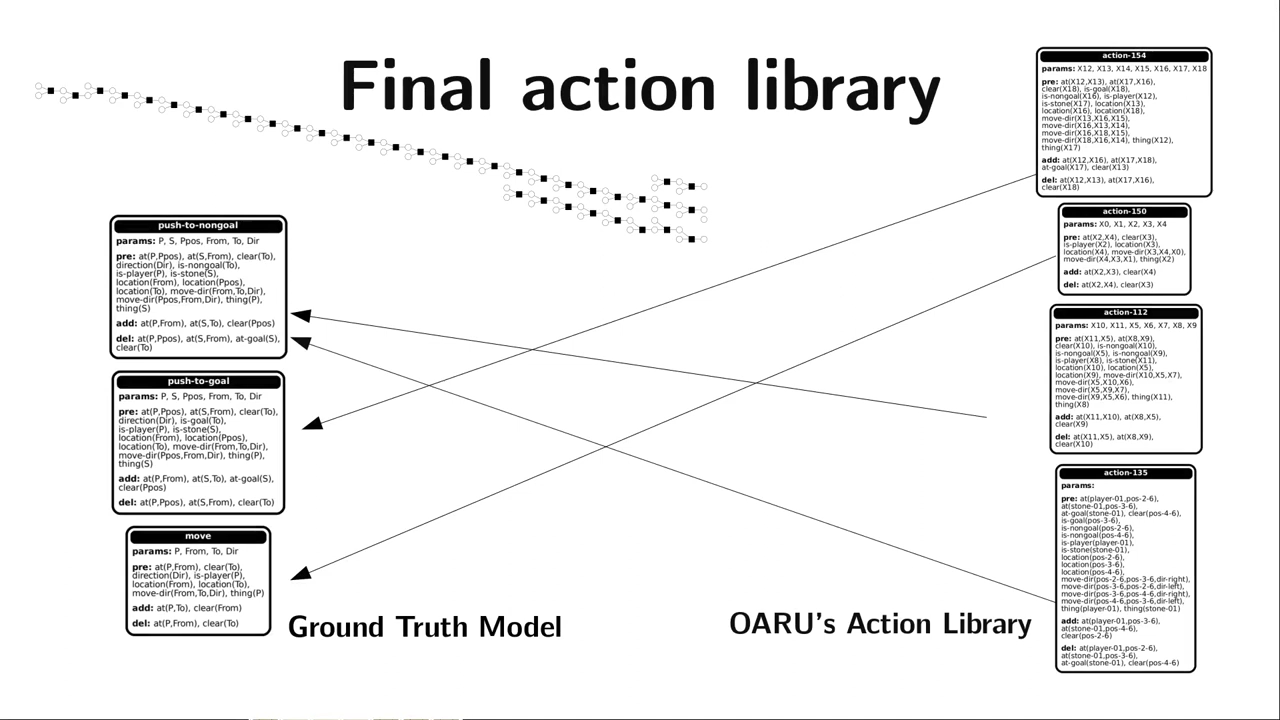 Final action library
push-to-nongoal
params: P, S, Ppos, From, To, Dir
pre: at(P,Ppos), at(S,From), clear(To),
direction(Dir), is-nongoal(To),
is-player(P), is-stone(S),
location(From), location(Ppos),
location(To), move-dir(From,To,Dir),
move-dir(Ppos,From,Dir), thing(P),
thing(S)
add: at(P,From), at(S,To), clear(Ppos)
del: at(P,Ppos), at(S,From), at-goal(S),
clear(To)
push-to-goal
params: P, S, Ppos, From, To, Dir
pre: at(P,Ppos), at(S,From), clear(To),
direction(Dir), is-goal(To),
is-player(P), is-stone(S),
location(From), location(Ppos),
location(To), move-dir(From,To,Dir),
move-dir(Ppos,From,Dir), thing(P),
thing(S)
add: at(P,From), at(S,To), at-goal(S),
clear(Ppos)
del: at(P,Ppos), at(S,From), clear(To)
move
params: P, From, To, Dir
pre: at(P,From), clear(To),
direction(Dir), is-player(P),
location(From), location(To),
move-dir(From,To,Dir), thing(P)
add: at(P,To), clear(From)
del: at(P,From), clear(To)
Ground Truth Model
OARU's Action Library
action-154
params: X12, X13, X14, X15, X16, X17, X18
pre: at(X12,X13), at(X17,X16),
clear(X18), is-goal(X18),
is-nongoal(X16), is-player(X12),
is-stone(X17), location(X13),
location(X16), location(X18),
move-dir(X13,X16,X15),
move-dir(X16,X13,X14),
move-dir(X16,X18,X15),
move-dir(X18,X16,X14), thing(X12),
thing(X17)
add: at(X12,X16), at(X17,X18),
at-goal(X17), clear(X13)
del: at(X12,X13), at(X17,X16),
clear(X18)
action-150
params: X0, X1, X2, X3, X4
pre: at(X2,X4), clear(X3),
is-player(X2), location(X3),
location(X4), move-dir(X3,X4,X0),
move-dir(X4,X3,X1), thing(X2)
add: at(X2,X3), clear(X4)
del: at(X2,X4), clear(X3)
action-112
params: X10, X11, X5, X6, X7, X8, X9
pre: at(X11,X5), at(X8,X9),
clear(X10), is-nongoal(X10),
is-nongoal(X5), is-nongoal(X9),
is-player(X8), is-stone(X11),
location(X10), location(X5),
location(X9), move-dir(X10,X5,X7),
move-dir(X5,X10,X6),
move-dir(X5,X9,X7),
move-dir(X9,X5,X6), thing(X11),
thing(X8)
add: at(X11,X10), at(X8,X5),
clear(X9)
del: at(X11,X5), at(X8,X9),
clear(X10)
action-135
params:
pre: at(player-01,pos-2-6),
at(stone-01,pos-3-6),
at-goal(stone-01), clear(pos-4-6),
is-goal(pos-3-6),
is-nongoal(pos-2-6),
is-nongoal(pos-4-6),
is-player(player-01),
is-stone(stone-01),
location(pos-2-6),
location(pos-3-6),
location(pos-4-6),
move-dir(pos-2-6,pos-3-6,dir-right),
move-dir(pos-3-6,pos-2-6,dir-left),
move-dir(pos-3-6,pos-4-6,dir-right),
move-dir(pos-4-6,pos-3-6,dir-left),
thing(player-01), thing(stone-01)
add: at(player-01,pos-3-6),
at(stone-01,pos-4-6),
clear(pos-2-6)
del: at(player-01,pos-2-6),
at(stone-01,pos-3-6),
at-goal(stone-01), clear(pos-4-6)